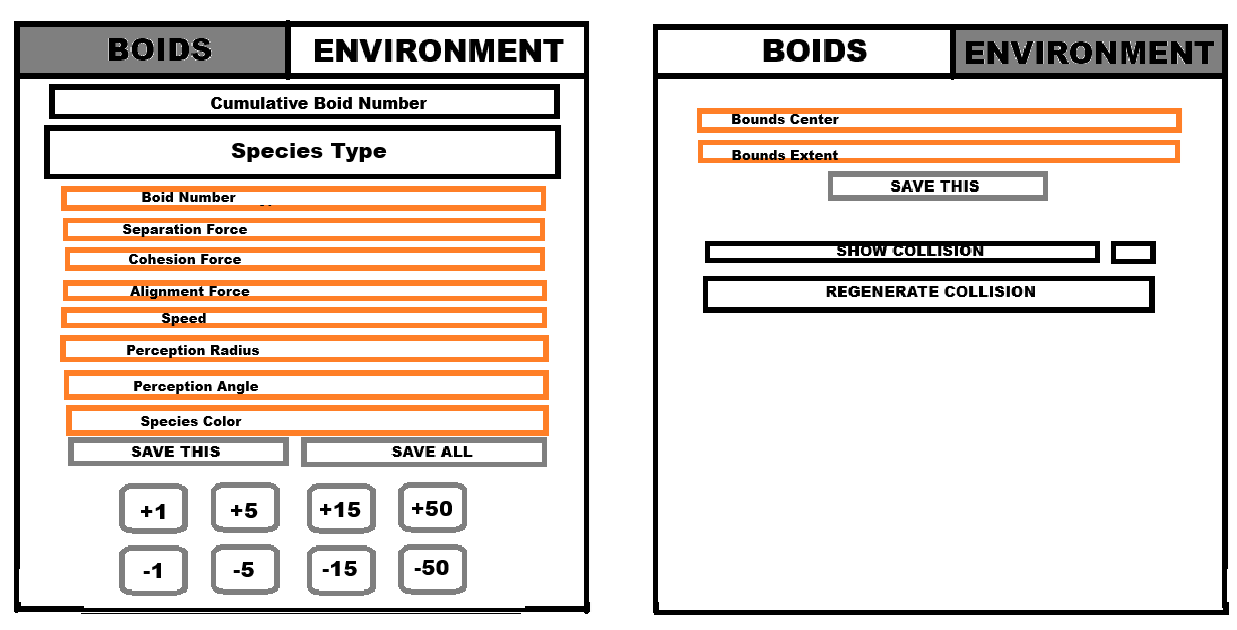 BOIDS
ENVIRONMENT
Cumulative Boid Number
Species Type
Boid Number
Separation Force
Cohesion Force
Alignment Force
Speed
Perception Radius
Perception Angle
Species Color
SAVE THIS
SAVE ALL
+1
+5
+15
+50
-1
-5
-15
-50
BOIDS
ENVIRONMENT
Bounds Center
Bounds Extent
SAVE THIS
SHOW COLLISION
REGENERATE COLLISION